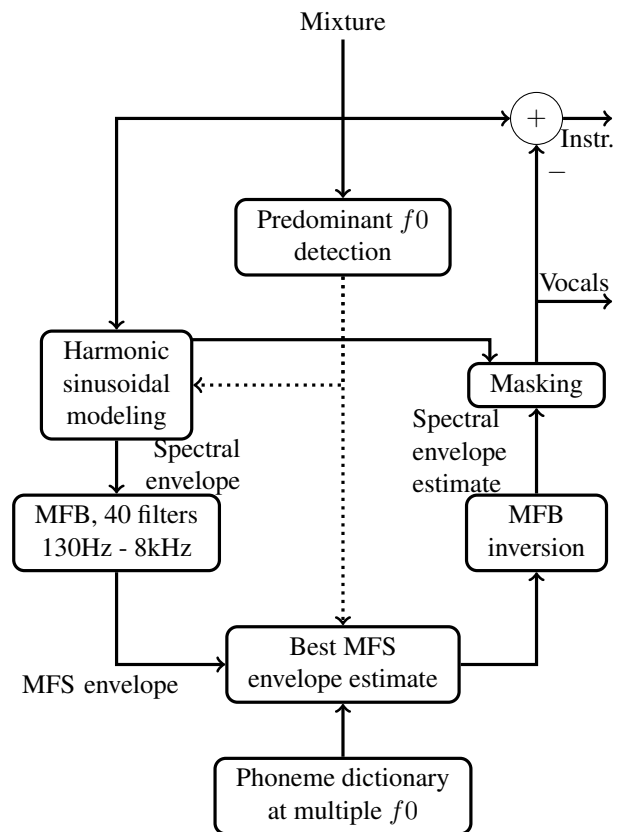 Mixture
+
Instr.
−
Predominant f0
detection
Vocals
Harmonic
sinusoidal
modeling
Masking
Spectral
envelope
Spectral
envelope
estimate
MFB, 40 filters
130Hz - 8kHz
MFB
inversion
Best MFS
envelope estimate
MFS envelope
Phoneme dictionary
at multiple f0